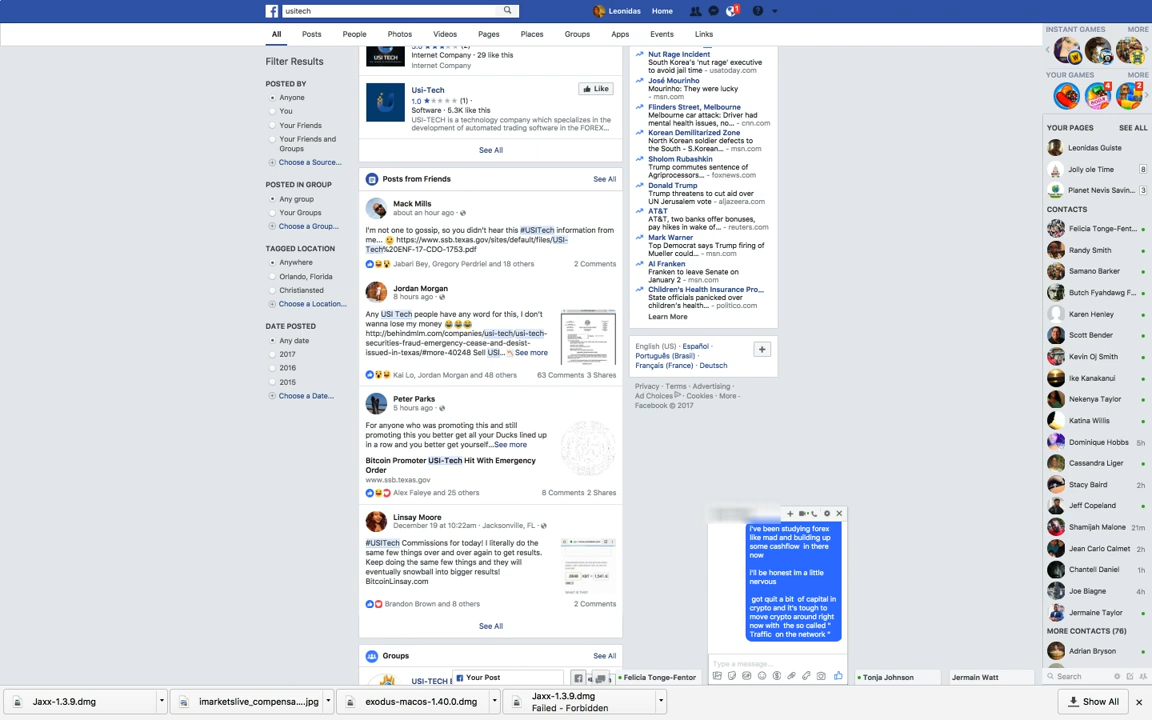 usitech
Leonidas
Home
1
All
Posts
People
Photos
Videos
Pages
Places
Groups
Apps
Events
Links
Filter Results
POSTED BY
Anyone
You
Your Friends
Your Friends and
Groups
Choose a Source...
POSTED IN GROUP
Any group
Your Groups
Choose a Group...
TAGGED LOCATION
Anywhere
Orlando, Florida
Christiansted
Choose a Location...
DATE POSTED
Any date
2017
2016
2015
Choose a Date...
USI TECH
Internet Company · 29 like this
Internet Company
Usi-Tech
1.0 (1) ·
Software · 5.3K like this
USI-TECH is a technology company which specializes in the
development of automated trading software in the FOREX...
Like
See All
Posts from Friends
See All
Mack Mills
about an hour ago ·
I'm not one to gossip, so you didn't hear this #USITech information from
me... https://www.ssb.texas.gov/sites/default/files/USI-
Tech%20ENF-17-CDO-1753.pdf
Jabari Bey, Gregory Perdriel and 18 others
2 Comments
Jordan Morgan
8 hours ago ·
Any USI Tech people have any word for this, I don't
wanna lose my money
http://behindmlm.com/companies/usi-tech/usi-tech-
securities-fraud-emergency-cease-and-desist-
issued-in-texas/#more-40248 Sell USI... See more
Kai Lo, Jordan Morgan and 48 others
63 Comments 3 Shares
Peter Parks
5 hours ago ·
For anyone who was promoting this and still
promoting this you better get all your Ducks lined up
in a row and you better get yourself...See more
Bitcoin Promoter USI-Tech Hit With Emergency
Order
www.ssb.texas.gov
Alex Faleye and 25 others
8 Comments 2 Shares
Linsay Moore
December 19 at 10:22am · Jacksonville, FL ·
#USITech Commissions for today! I literally do the
same few things over and over again to get results.
Keep doing the same few things and they will
eventually snowball into bigger results!
BitcoinLinsay.com
Brandon Brown and 8 others
2 Comments
See All
Groups
See All
USI-TECH
Your Post
Nut Rage Incident
South Korea's 'nut rage' executive
to avoid jail time - usatoday.com
José Mourinho
Mourinho: They were lucky
- msn.com
Flinders Street, Melbourne
Melbourne car attack: Driver had
mental health issues, no... - cnn.com
Korean Demilitarized Zone
North Korean soldier defects to
the South - S.Korean... - msn.com
Sholom Rubashkin
Trump commutes sentence of
Agriprocessors... - foxnews.com
Donald Trump
Trump threatens to cut aid over
UN Jerusalem vote - aljazeera.com
AT&T
AT&T, two banks offer bonuses,
pay hikes in wake of... - reuters.com
Mark Warner
Top Democrat says Trump firing of
Mueller could... - msn.com
Al Franken
Franken to leave Senate on
January 2 - msn.com
Children's Health Insurance Pro...
State officials panicked over
children's health... - politico.com
Learn More
English (US) · Español ·
Português (Brasil) ·
Français (France) · Deutsch
Privacy · Terms · Advertising ·
Ad Choices · Cookies · More ·
Facebook © 2017
i've been studying forex
like mad and building up
some cashflow in there
now
i'll be honest im a little
nervous
got quit a bit of capital in
crypto and it's tough to
move crypto around right
now with the so called "
Traffic on the network "
Type a message...
Felicia Tonge-Fentor
Tonja Johnson
Jermain Watt
INSTANT GAMES
MORE
YOUR GAMES
MORE
4
2
YOUR PAGES
SEE ALL
Leonidas Guiste
Jolly ole Time
8
Planet Nevis Savin...
3
CONTACTS
Felicia Tonge-Fent...
Randy Smith
Samano Barker
Butch Fyahdawg F...
Karen Henley
Scott Bender
Kevin Oj Smith
Ike Kanakanui
Nekenya Taylor
Katina Willis
Dominique Hobbs 5h
Cassandra Liger
Stacy Baird 2h
Jeff Copeland
Shamijah Malone 21m
Jean Carlo Calmet 2h
Chantell Daniel 1h
Joe Blagne 4h
Jermaine Taylor
MORE CONTACTS (76)
Adrian Bryson
Search
Jaxx-1.3.9.dmg
imarketslive_compensa....jpg
exodus-macos-1.40.0.dmg
Jaxx-1.3.9.dmg
Failed - Forbidden
Show All